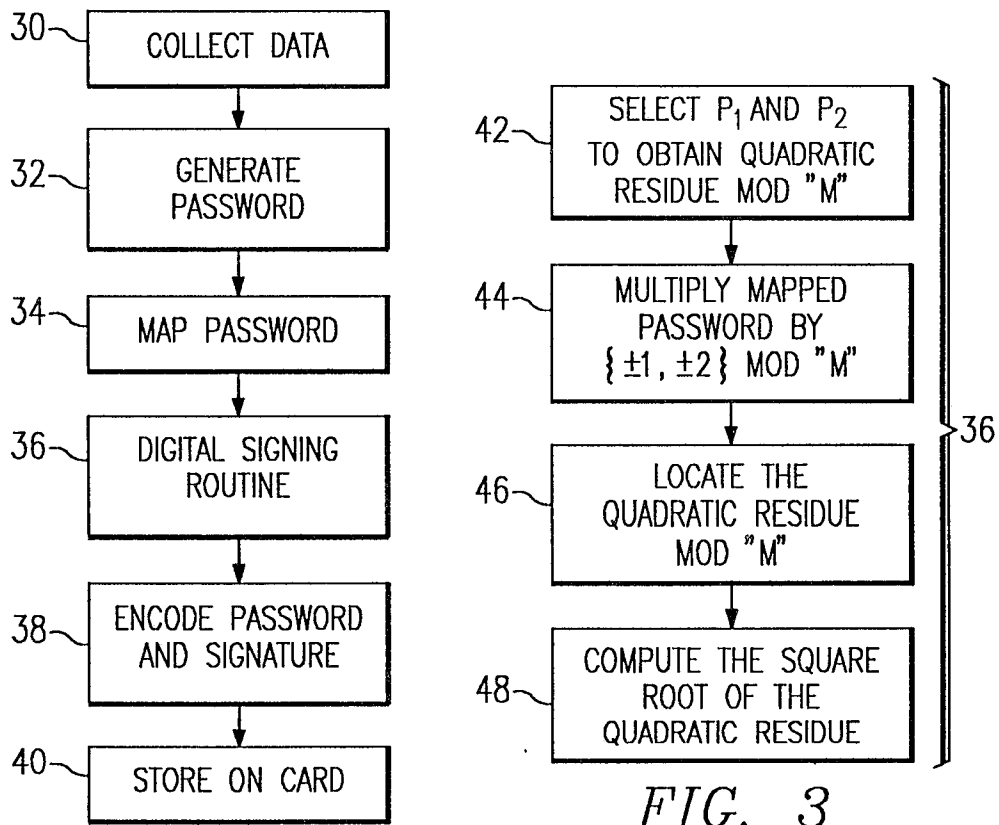 30
COLLECT DATA
32
GENERATE
PASSWORD
34
MAP PASSWORD
36
DIGITAL SIGNING
ROUTINE
38
ENCODE PASSWORD
AND SIGNATURE
40
STORE ON CARD
42
SELECT P₁ AND P₂
TO OBTAIN QUADRATIC
RESIDUE MOD "M"
44
MULTIPLY MAPPED
PASSWORD BY
{ ±1, ±2 } MOD "M"
46
LOCATE THE
QUADRATIC RESIDUE
MOD "M"
48
COMPUTE THE SQUARE
ROOT OF THE
QUADRATIC RESIDUE
36
FIG. 3